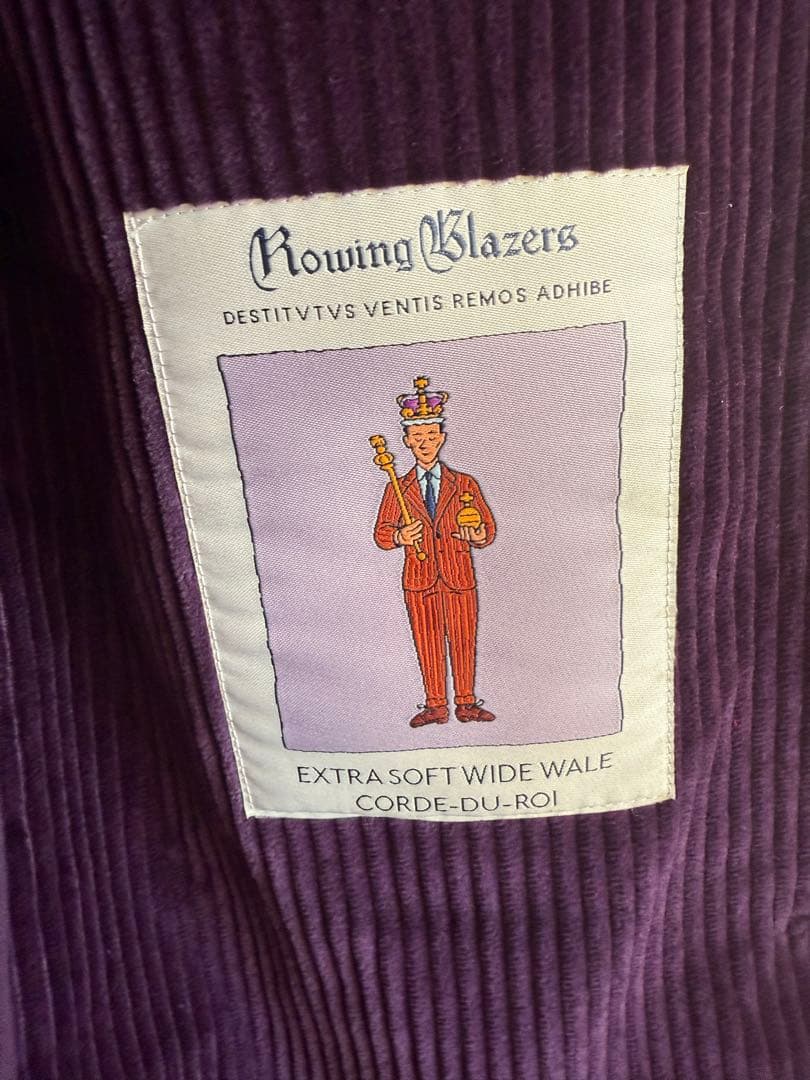 Rowing Blazers
DESTITVTVS VENTIS REMOS ADHIBE
EXTRA SOFT WIDE WALE
CORDE-DU-ROI